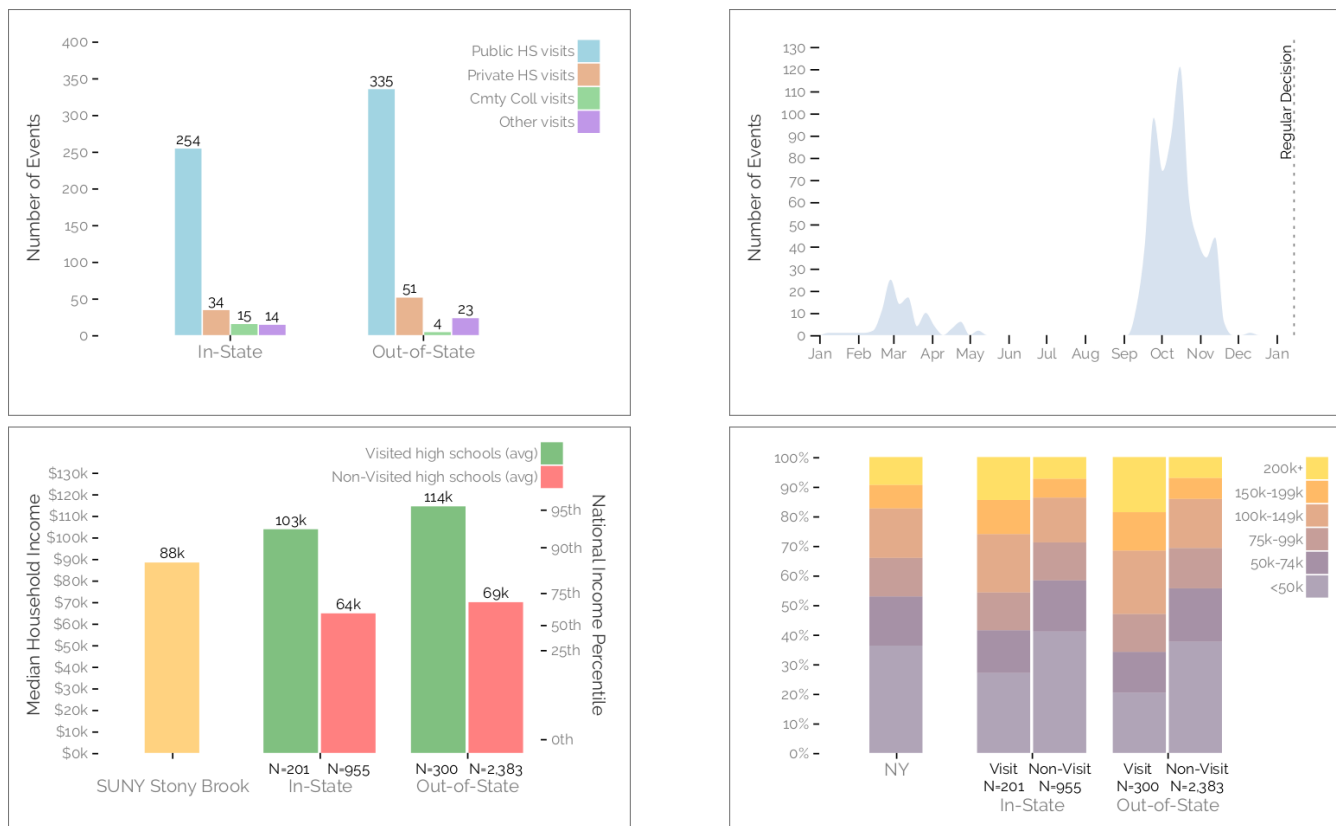 400
350
300
250
200
150
100
50
0
Number of Events
Public HS visits
Private HS visits
Cmty Coll visits
Other visits
254
34
15
14
335
51
4
23
In-State
Out-of-State
130
120
110
100
90
80
70
60
50
40
30
20
10
0
Number of Events
Regular Decision
Jan Feb Mar Apr May Jun Jul Aug Sep Oct Nov Dec Jan
Visited high schools (avg)
Non-Visited high schools (avg)
$130k
$120k
$110k
$100k
$90k
$80k
$70k
$60k
$50k
$40k
$30k
$20k
$10k
$0k
Median Household Income
88k
103k
64k
114k
69k
95th
90th
75th
50th
25th
0th
National Income Percentile
N=201 N=955 N=300 N=2,383
SUNY Stony Brook In-State Out-of-State
100%
90%
80%
70%
60%
50%
40%
30%
20%
10%
0%
200k+
150k-199k
100k-149k
75k-99k
50k-74k
<50k
NY
Visit Non-Visit Visit Non-Visit
N=201 N=955 N=300 N=2,383
In-State Out-of-State